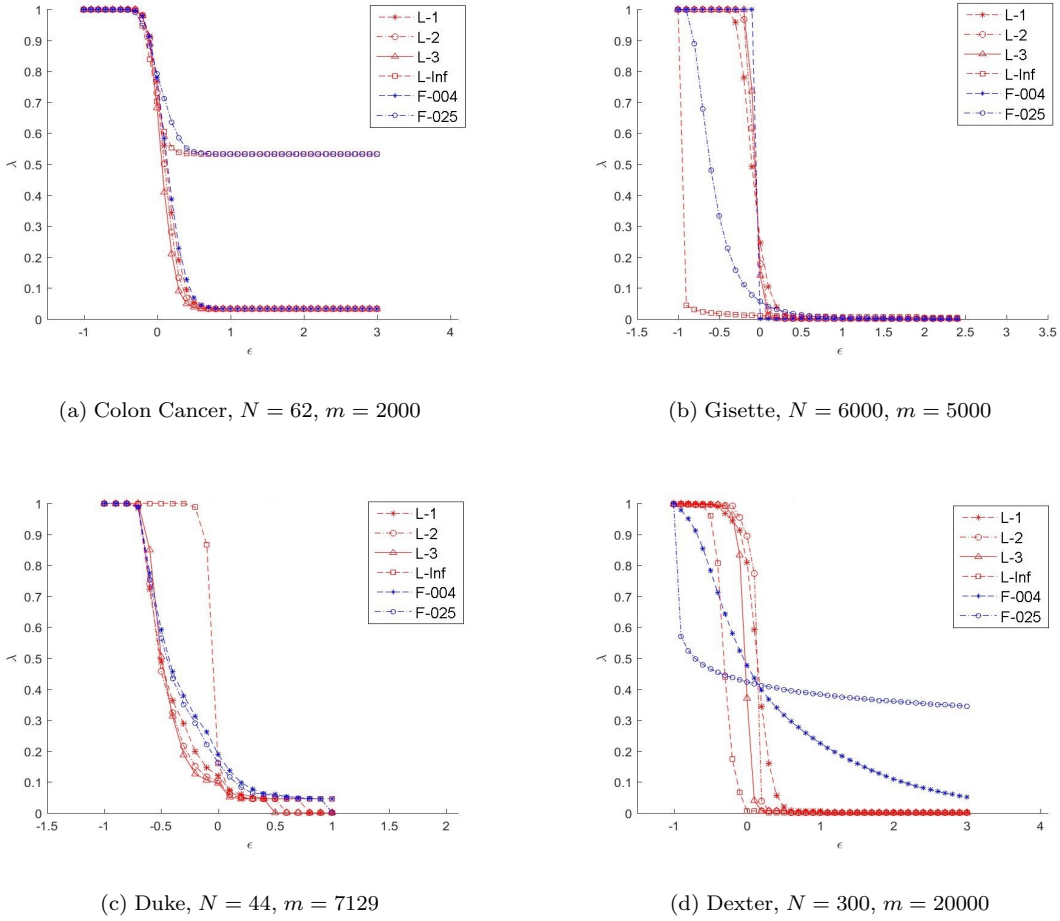 1
0.9
0.8
0.7
0.6
0.5
0.4
0.3
0.2
0.1
0
λ
-1 0 1 2 3 4
ϵ
L-1
L-2
L-3
L-Inf
F-004
F-025
(a) Colon Cancer, N = 62, m = 2000
1
0.9
0.8
0.7
0.6
0.5
0.4
0.3
0.2
0.1
0
λ
-1.5 -1 -0.5 0 0.5 1 1.5 2 2.5 3 3.5
ϵ
L-1
L-2
L-3
L-Inf
F-004
F-025
(b) Gisette, N = 6000, m = 5000
1
0.9
0.8
0.7
0.6
0.5
0.4
0.3
0.2
0.1
0
λ
-1.5 -1 -0.5 0 0.5 1 1.5 2
ϵ
L-1
L-2
L-3
L-Inf
F-004
F-025
(c) Duke, N = 44, m = 7129
1
0.9
0.8
0.7
0.6
0.5
0.4
0.3
0.2
0.1
0
λ
-1 0 1 2 3 4
ϵ
L-1
L-2
L-3
L-Inf
F-004
F-025
(d) Dexter, N = 300, m = 20000